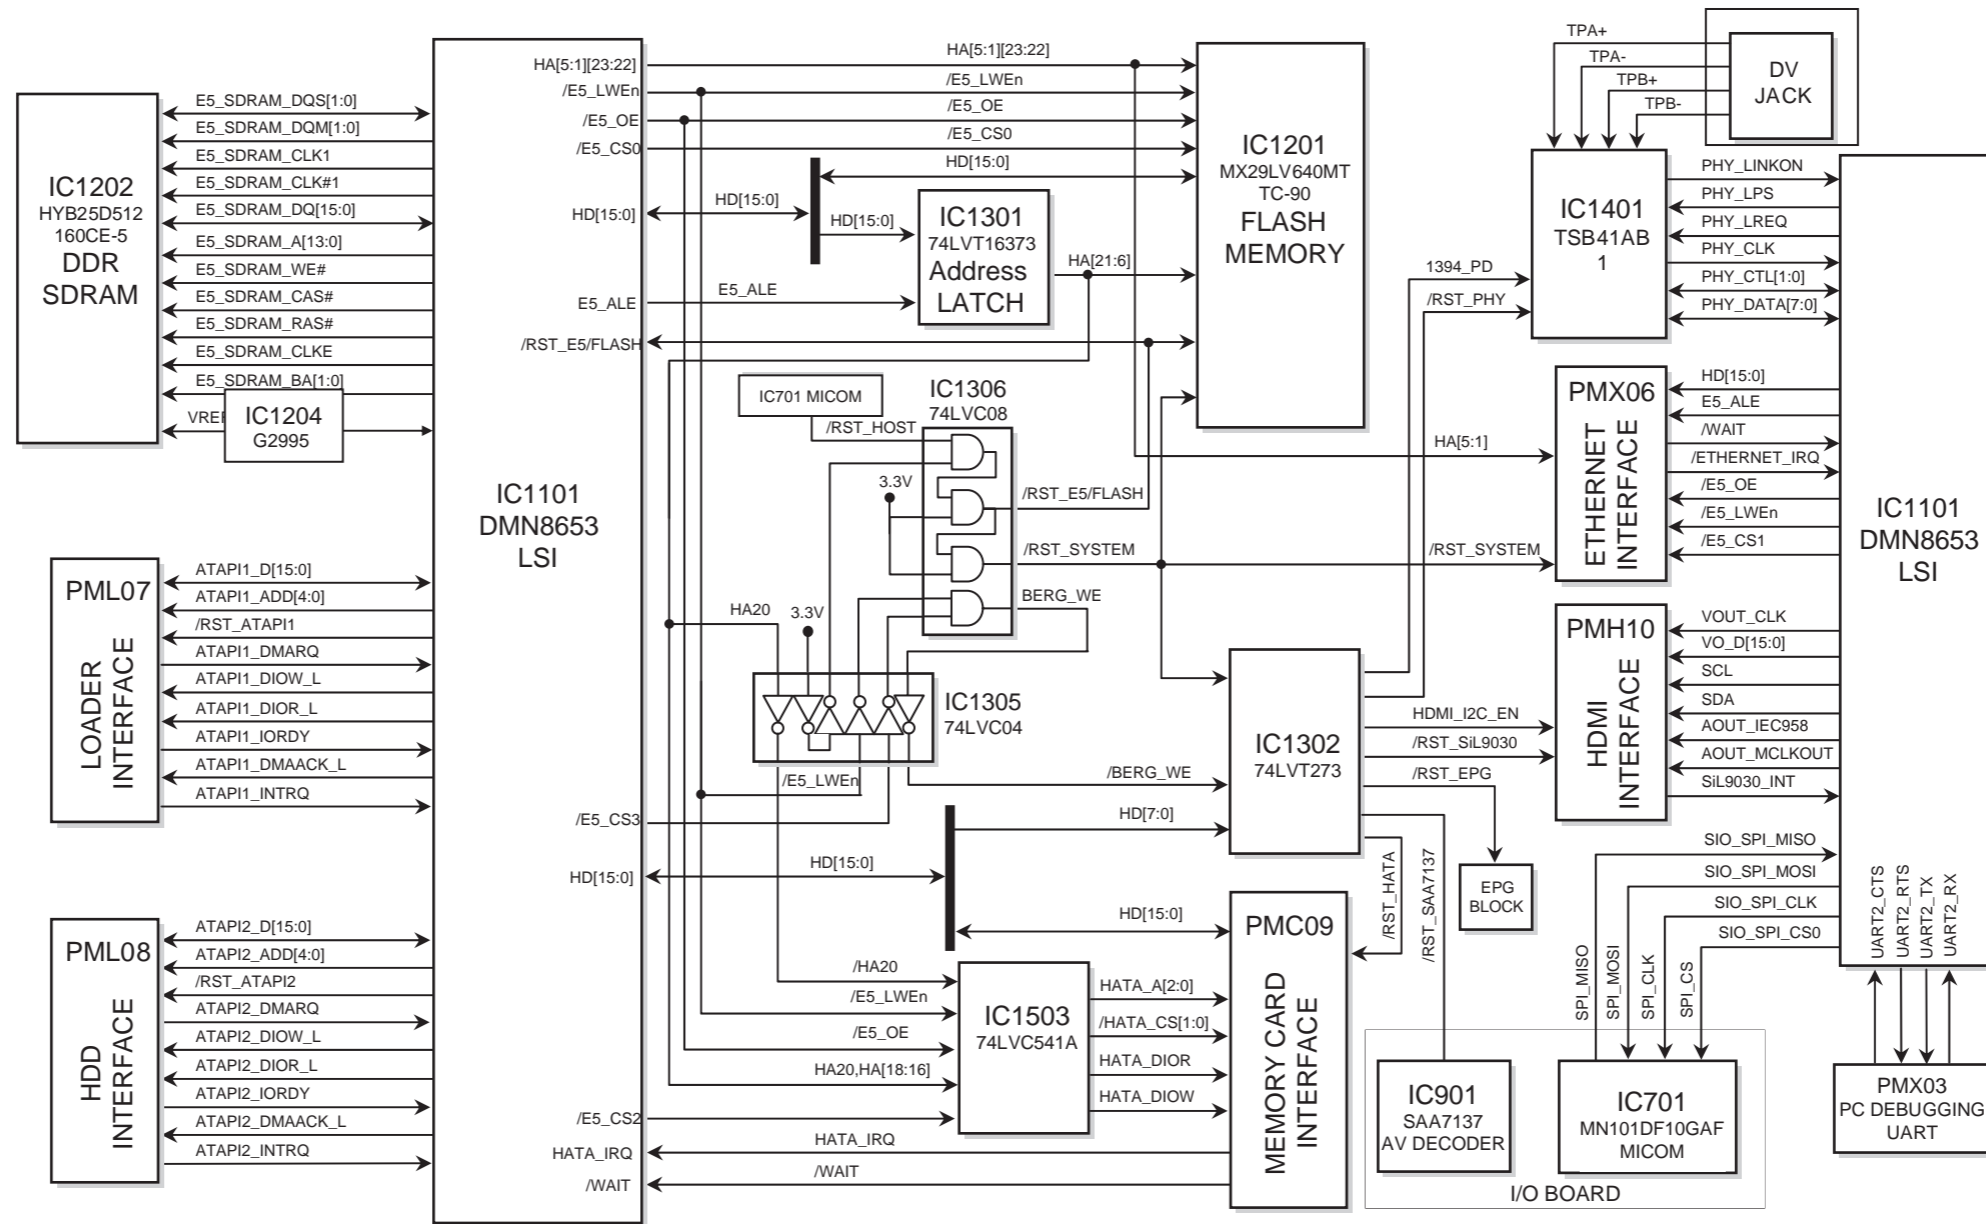 IC1202
HYB25D512
160CE-5
DDR
SDRAM
E5_SDRAM_DQS[1:0]
E5_SDRAM_DQM[1:0]
E5_SDRAM_CLK1
E5_SDRAM_CLK#1
E5_SDRAM_DQ[15:0]
E5_SDRAM_A[13:0]
E5_SDRAM_WE#
E5_SDRAM_CAS#
E5_SDRAM_RAS#
E5_SDRAM_CLKE
E5_SDRAM_BA[1:0]
VREF
IC1204
G2995
PML07
LOADER
INTERFACE
ATAPI1_D[15:0]
ATAPI1_ADD[4:0]
/RST_ATAPI1
ATAPI1_DMARQ
ATAPI1_DIOW_L
ATAPI1_DIOR_L
ATAPI1_IORDY
ATAPI1_DMAACK_L
ATAPI1_INTRQ
PML08
HDD
INTERFACE
ATAPI2_D[15:0]
ATAPI2_ADD[4:0]
/RST_ATAPI2
ATAPI2_DMARQ
ATAPI2_DIOW_L
ATAPI2_DIOR_L
ATAPI2_IORDY
ATAPI2_DMAACK_L
ATAPI2_INTRQ
IC1101
DMN8653
LSI
HA[5:1][23:22]
/E5_LWEn
/E5_OE
/E5_CS0
HD[15:0]
E5_ALE
/RST_E5/FLASH
/E5_CS3
HD[15:0]
/E5_CS2
HATA_IRQ
/WAIT
HA[5:1][23:22]
/E5_LWEn
/E5_OE
/E5_CS0
HD[15:0]
HD[15:0]
HD[15:0]
E5_ALE
IC1301
74LVT16373
Address
LATCH
HA[21:6]
IC1201
MX29LV640MT
TC-90
FLASH
MEMORY
IC701 MICOM
/RST_HOST
IC1306
74LVC08
3.3V
/RST_E5/FLASH
/RST_SYSTEM
BERG_WE
HA20
3.3V
IC1305
74LVC04
/E5_LWEn
/BERG_WE
HD[7:0]
HD[15:0]
HD[15:0]
/HA20
/E5_LWEn
/E5_OE
HA20,HA[18:16]
IC1503
74LVC541A
HATA_A[2:0]
/HATA_CS[1:0]
HATA_DIOR
HATA_DIOW
HATA_IRQ
/WAIT
IC1302
74LVT273
PMC09
MEMORY CARD
INTERFACE
/RST_HATA
/RST_SAA7137
1394_PD
/RST_PHY
HA[5:1]
/RST_SYSTEM
HDMI_I2C_EN
/RST_SiL9030
/RST_EPG
EPG
BLOCK
TPA+
TPA-
TPB+
TPB-
DV
JACK
IC1401
TSB41AB
1
PHY_LINKON
PHY_LPS
PHY_LREQ
PHY_CLK
PHY_CTL[1:0]
PHY_DATA[7:0]
PMX06
ETHERNET
INTERFACE
HD[15:0]
E5_ALE
/WAIT
/ETHERNET_IRQ
/E5_OE
/E5_LWEn
/E5_CS1
PMH10
HDMI
INTERFACE
VOUT_CLK
VO_D[15:0]
SCL
SDA
AOUT_IEC958
AOUT_MCLKOUT
SiL9030_INT
IC1101
DMN8653
LSI
SIO_SPI_MISO
SIO_SPI_MOSI
SIO_SPI_CLK
SIO_SPI_CS0
SPI_MISO
SPI_MOSI
SPI_CLK
SPI_CS
UART2_CTS
UART2_RTS
UART2_TX
UART2_RX
IC901
SAA7137
AV DECODER
IC701
MN101DF10GAF
MICOM
I/O BOARD
PMX03
PC DEBUGGING
UART